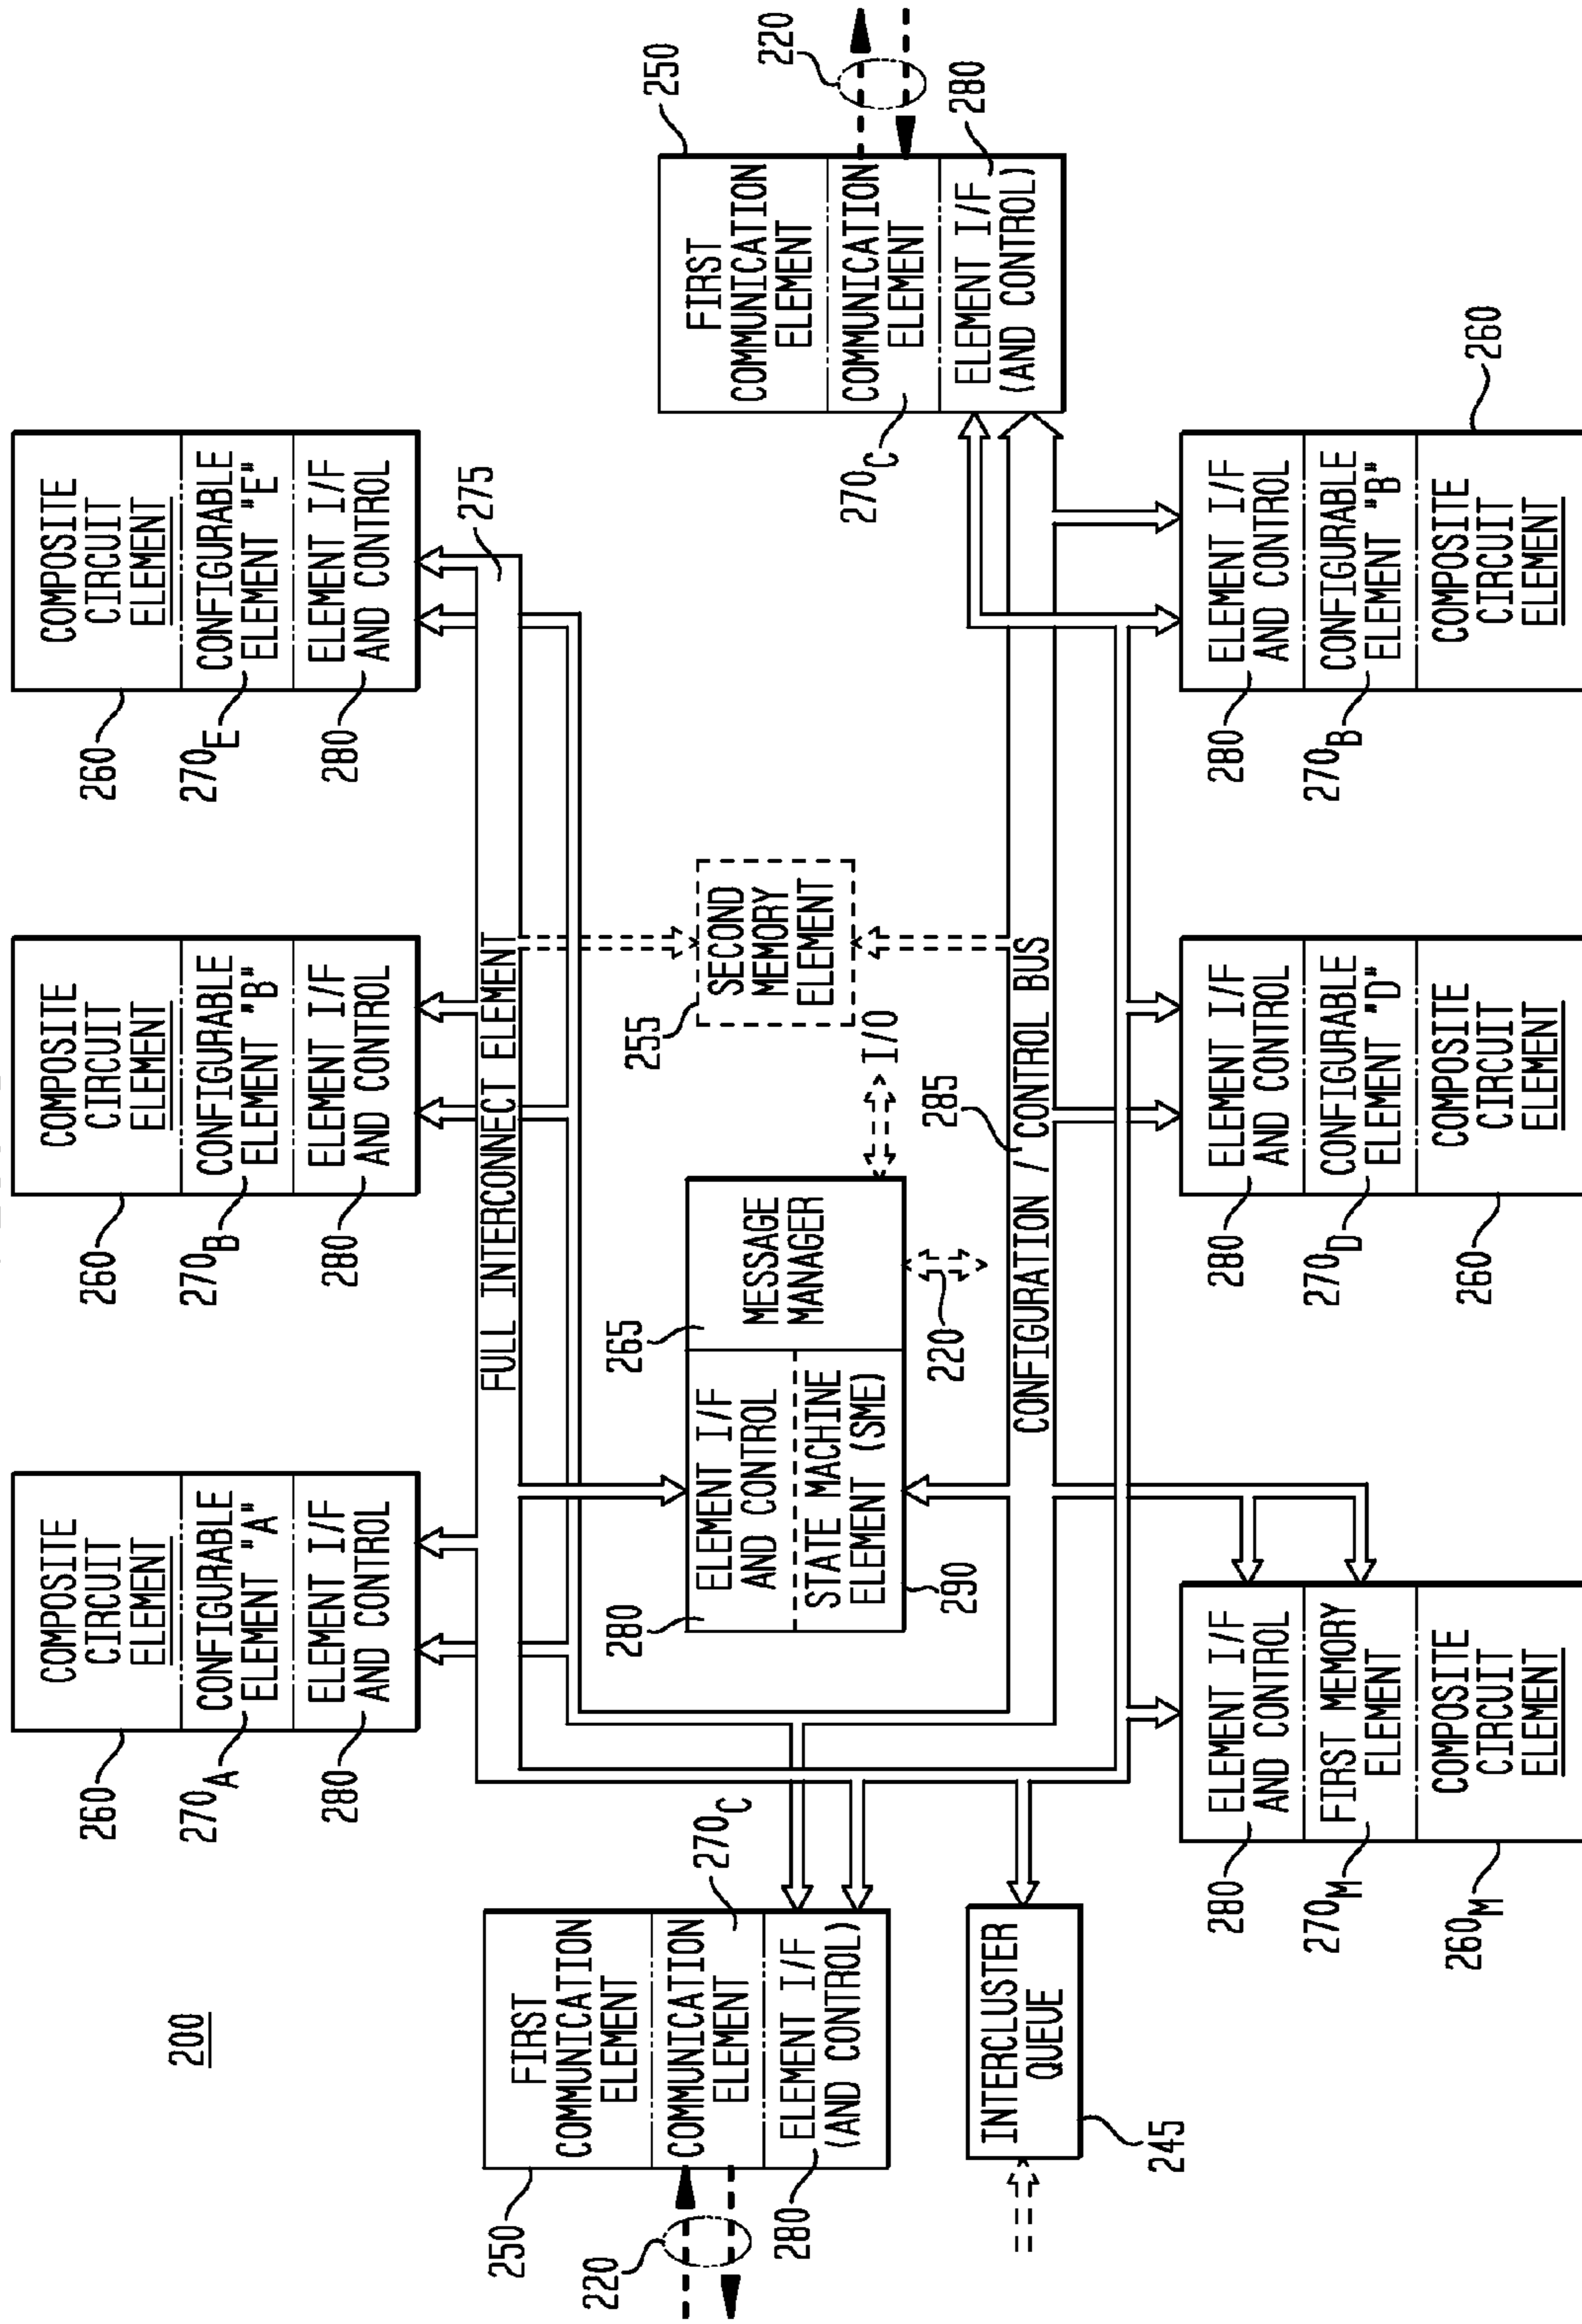 200
COMPOSITE
CIRCUIT
ELEMENT
CONFIGURABLE
ELEMENT "A"
ELEMENT I/F
AND CONTROL
260
270A
280
COMPOSITE
CIRCUIT
ELEMENT
CONFIGURABLE
ELEMENT "B"
ELEMENT I/F
AND CONTROL
260
270B
280
COMPOSITE
CIRCUIT
ELEMENT
CONFIGURABLE
ELEMENT "E"
ELEMENT I/F
AND CONTROL
260
270E
280
275
FULL INTERCONNECT ELEMENT
FIRST
COMMUNICATION
ELEMENT
COMMUNICATION
ELEMENT
ELEMENT I/F
(AND CONTROL)
250
220
280
270C
INTERCLUSTER
QUEUE
245
ELEMENT I/F
AND CONTROL
STATE MACHINE
ELEMENT (SME)
MESSAGE
MANAGER
280
265
290
220
I/O
SECOND
MEMORY
ELEMENT
255
CONFIGURATION / CONTROL BUS
285
FIRST
COMMUNICATION
ELEMENT
COMMUNICATION
ELEMENT
ELEMENT I/F
(AND CONTROL)
250
220
280
270C
ELEMENT I/F
AND CONTROL
FIRST MEMORY
ELEMENT
COMPOSITE
CIRCUIT
ELEMENT
280
270M
260M
ELEMENT I/F
AND CONTROL
CONFIGURABLE
ELEMENT "D"
COMPOSITE
CIRCUIT
ELEMENT
280
270D
260
ELEMENT I/F
AND CONTROL
CONFIGURABLE
ELEMENT "B"
COMPOSITE
CIRCUIT
ELEMENT
280
270B
260